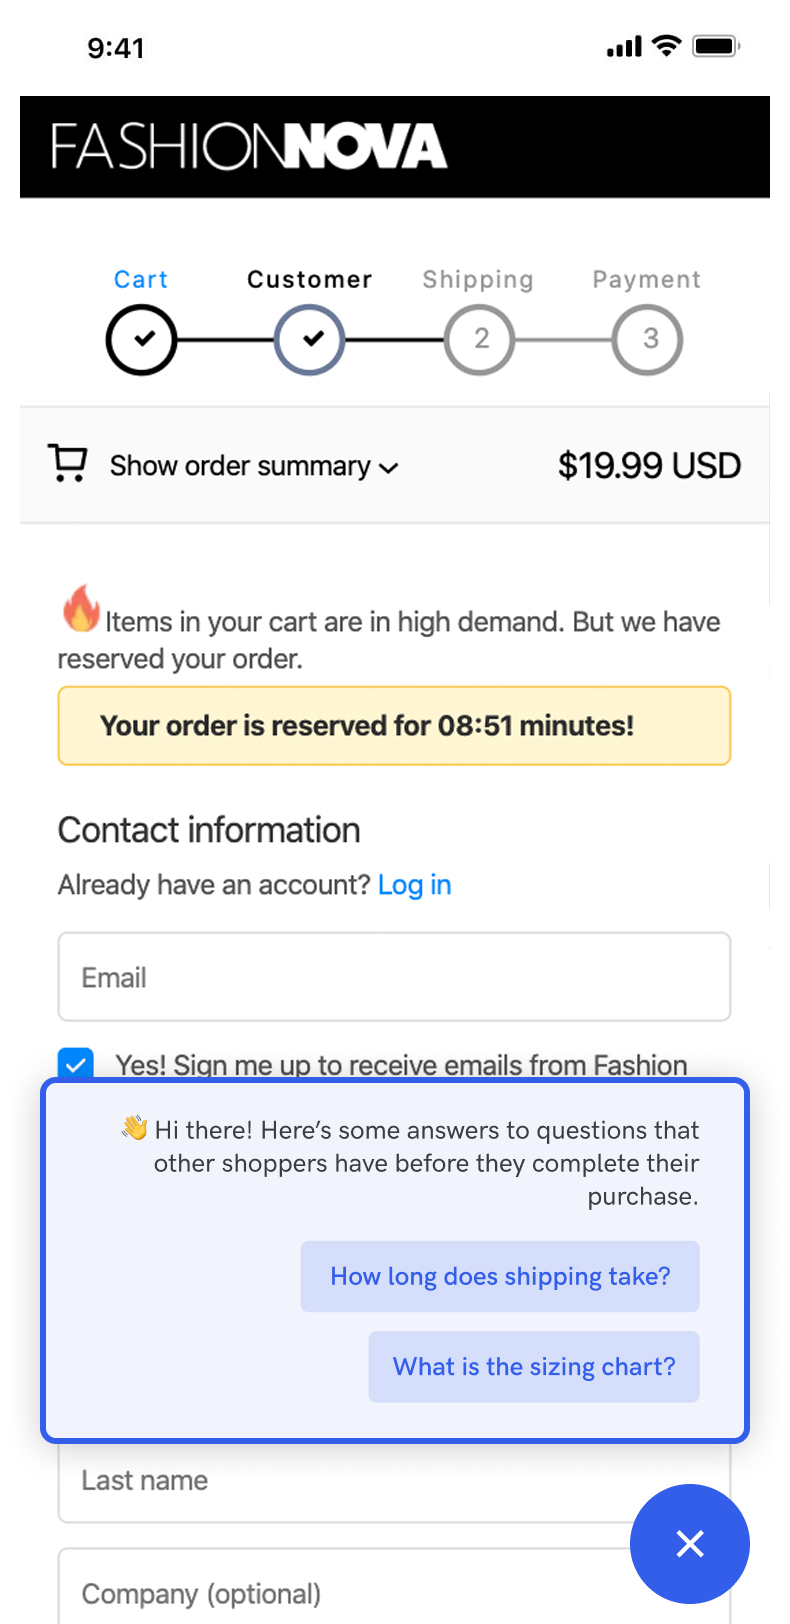 9:41
FASHIONNOVA
Cart Customer Shipping Payment
2 3
Show order summary $19.99 USD
Items in your cart are in high demand. But we have
reserved your order.
Your order is reserved for 08:51 minutes!
Contact information
Already have an account? Log in
Email
Yes! Sign me up to receive emails from Fashion
👋 Hi there! Here’s some answers to questions that
other shoppers have before they complete their
purchase.
How long does shipping take?
What is the sizing chart?
Last name
Company (optional)